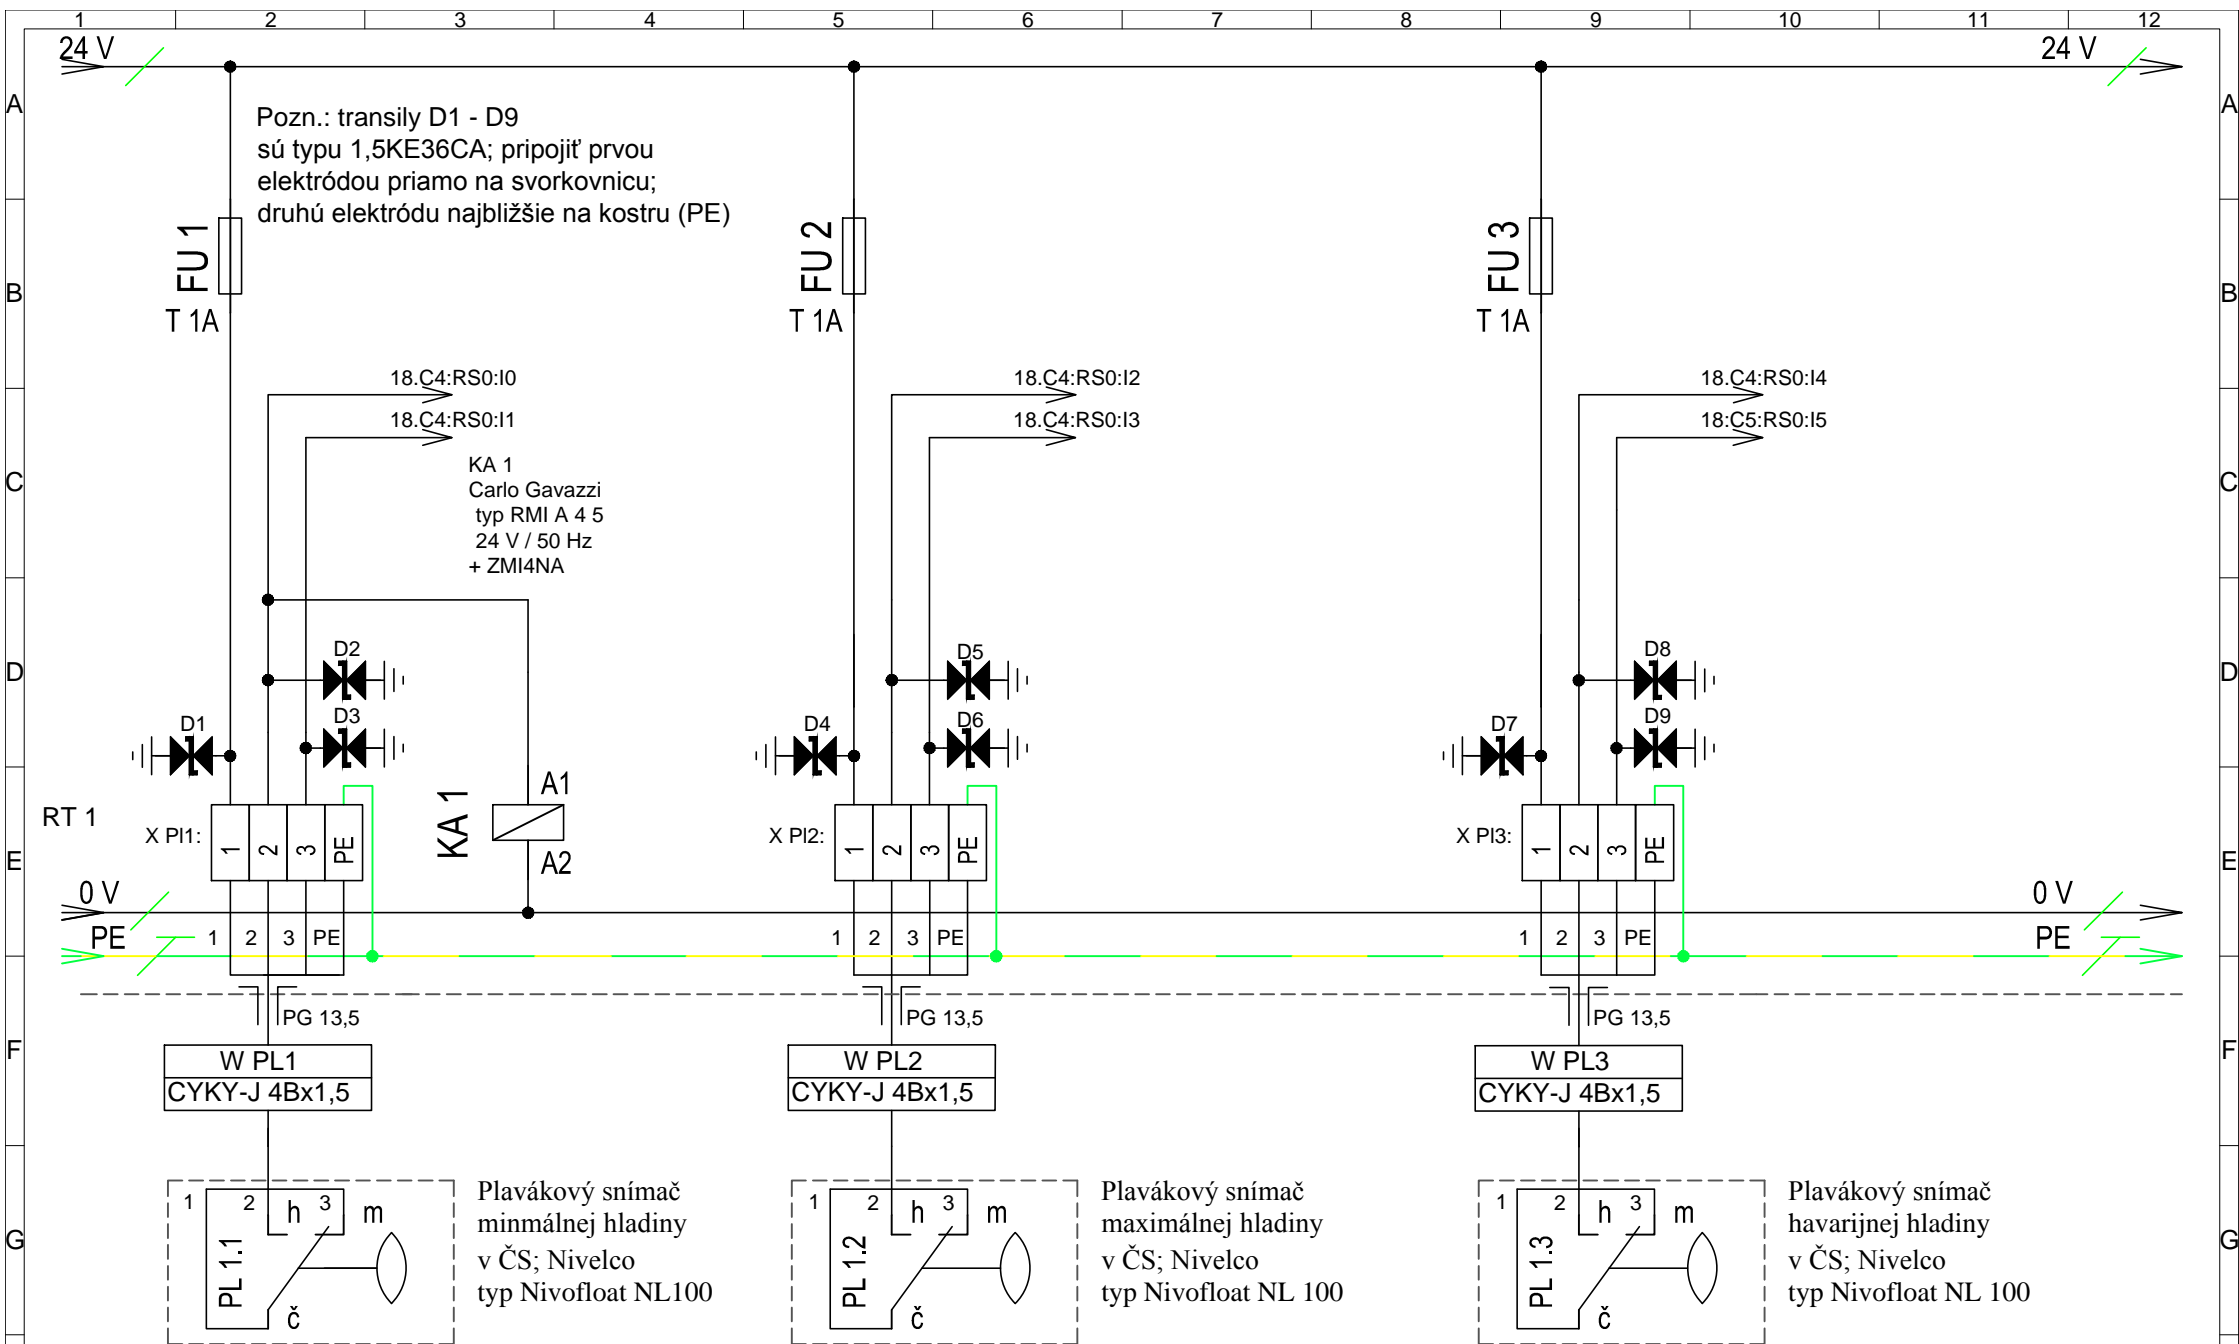 1 2 3 4 5 6 7 8 9 10 11 12
24 V 24 V
A A
Pozn.: transily D1 - D9
sú typu 1,5KE36CA; pripojiť prvou
elektródou priamo na svorkovnicu;
druhú elektródu najbližšie na kostru (PE)
FU 1 FU 2 FU 3
B B
T 1A T 1A T 1A
18.C4:RS0:I0 18.C4:RS0:I2 18.C4:RS0:I4
18.C4:RS0:I1 18.C4:RS0:I3 18:C5:RS0:I5
KA 1
Carlo Gavazzi
typ RMI A 4 5
24 V / 50 Hz
+ ZMI4NA
C C
D2 D5 D8
D D
D1 D3 D4 D6 D7 D9
RT 1
KA 1
A1
A2
X Pl1: 1 2 3 PE
X Pl2: 1 2 3 PE
X Pl3: 1 2 3 PE
E E
0 V 0 V
PE 1 2 3 PE 1 2 3 PE 1 2 3 PE PE
PG 13,5 PG 13,5 PG 13,5
F F
W PL1 W PL2 W PL3
CYKY-J 4Bx1,5 CYKY-J 4Bx1,5 CYKY-J 4Bx1,5
G G
1 2 h 3 m
PL 1.1
č
Plavákový snímač
minmálnej hladiny
v ČS; Nivelco
typ Nivofloat NL100
1 2 h 3 m
PL 1.2
č
Plavákový snímač
maximálnej hladiny
v ČS; Nivelco
typ Nivofloat NL 100
1 2 h 3 m
PL 1.3
č
Plavákový snímač
havarijnej hladiny
v ČS; Nivelco
typ Nivofloat NL 100